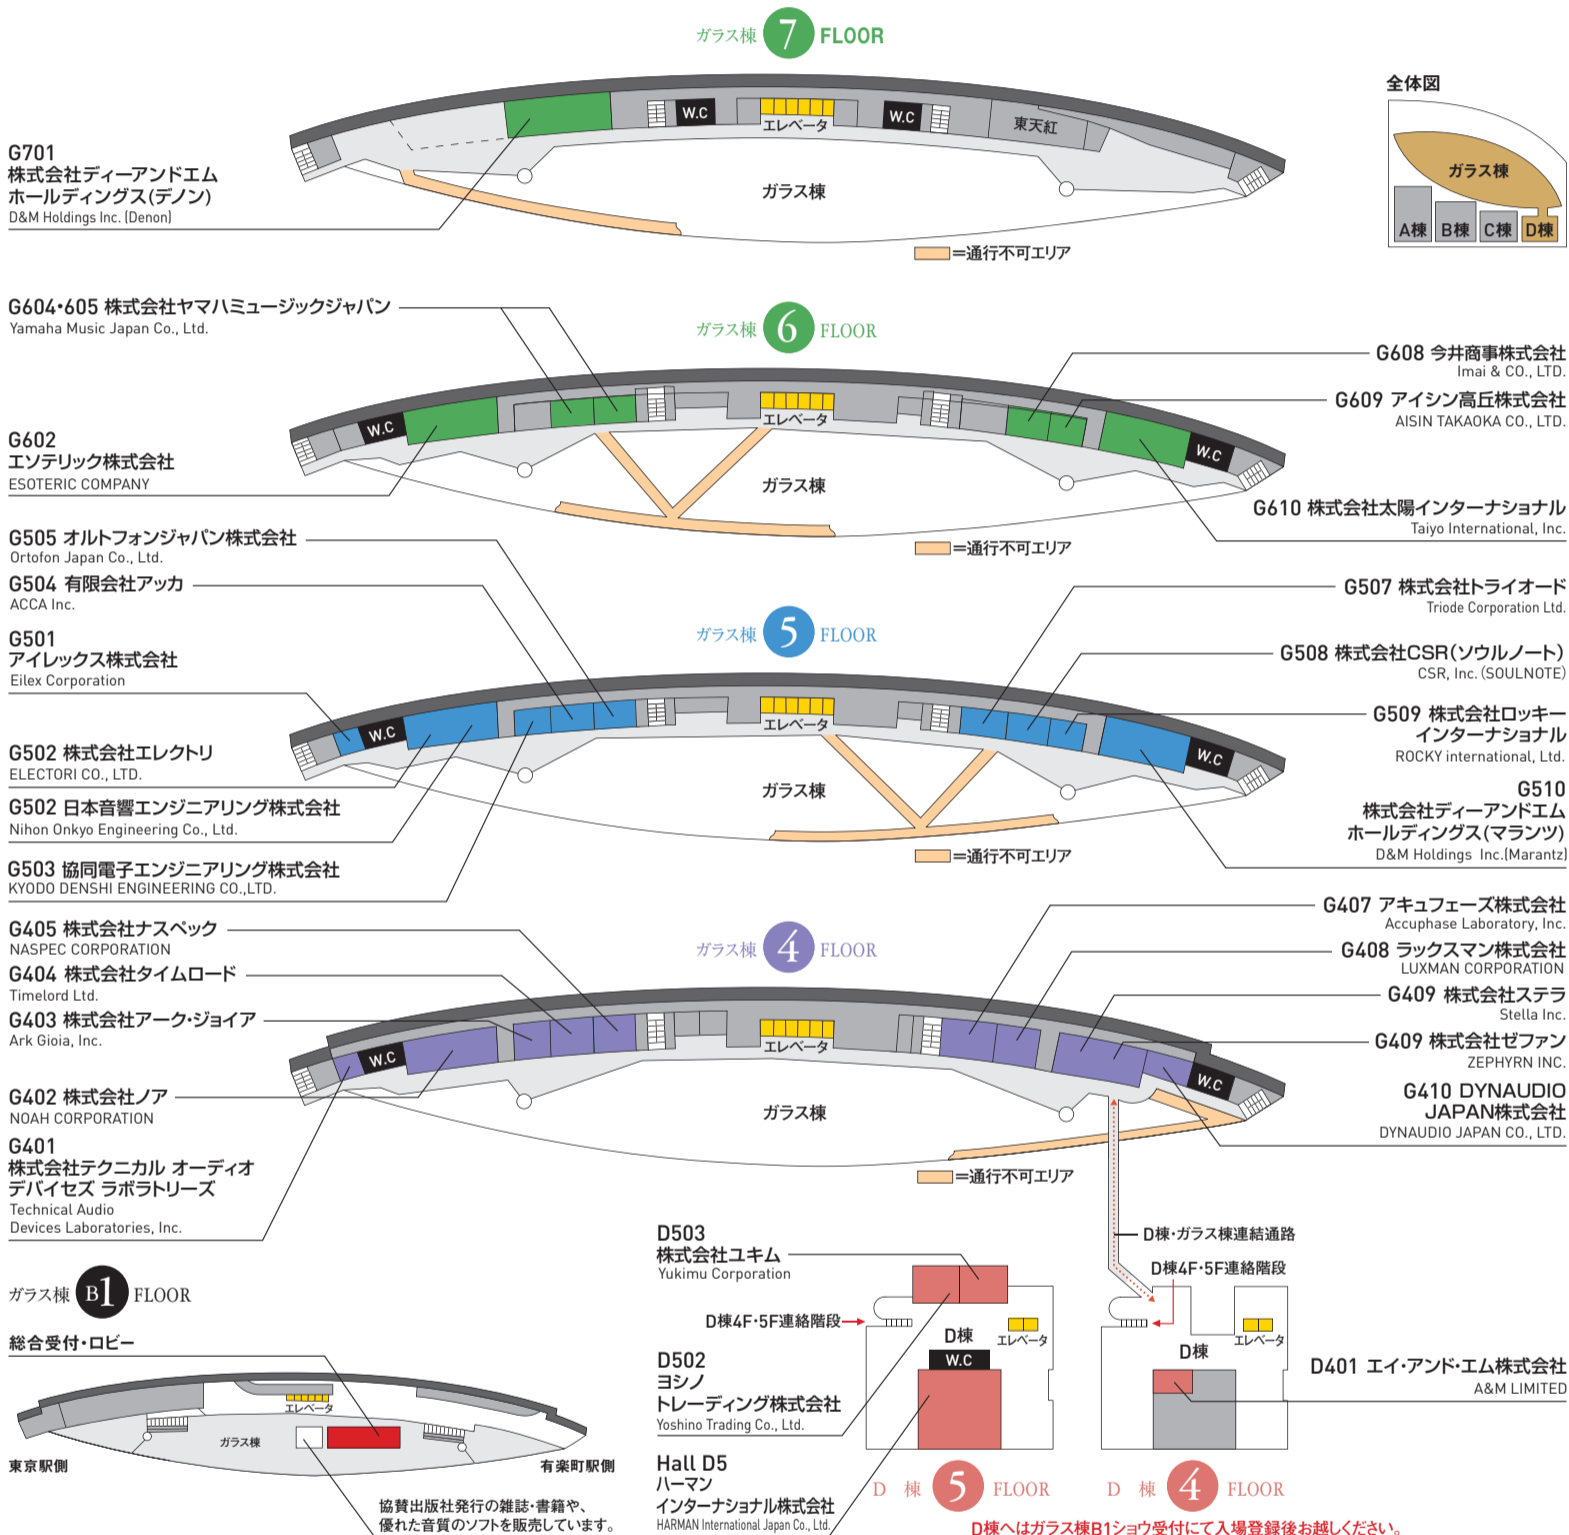 ガラス棟 7 FLOOR
W.C
エレベータ
W.C
東天紅
ガラス棟
=通行不可エリア
G701
株式会社ディーアンドエム
ホールディングス(デノン)
D&M Holdings Inc. (Denon)
全体図
ガラス棟
A棟 B棟 C棟 D棟
ガラス棟 6 FLOOR
G604・605 株式会社ヤマハミュージックジャパン
Yamaha Music Japan Co., Ltd.
G602
エソテリック株式会社
ESOTERIC COMPANY
W.C
エレベータ
W.C
ガラス棟
=通行不可エリア
G608 今井商事株式会社
Imai & CO., LTD.
G609 アイシン高丘株式会社
AISIN TAKAOKA CO., LTD.
G610 株式会社太陽インターナショナル
Taiyo International, Inc.
ガラス棟 5 FLOOR
G505 オルトフォンジャパン株式会社
Ortofon Japan Co., Ltd.
G504 有限会社アッカ
ACCA Inc.
G501
アイレックス株式会社
Eilex Corporation
G502 株式会社エレクトリ
ELECTORI CO., LTD.
G502 日本音響エンジニアリング株式会社
Nihon Onkyo Engineering Co., Ltd.
G503 協同電子エンジニアリング株式会社
KYODO DENSHI ENGINEERING CO.,LTD.
W.C
エレベータ
W.C
ガラス棟
=通行不可エリア
G507 株式会社トライオード
Triode Corporation Ltd.
G508 株式会社CSR(ソウルノート)
CSR, Inc. (SOULNOTE)
G509 株式会社ロッキー
インターナショナル
ROCKY international, Ltd.
G510
株式会社ディーアンドエム
ホールディングス(マランツ)
D&M Holdings Inc.(Marantz)
ガラス棟 4 FLOOR
G405 株式会社ナスペック
NASPEC CORPORATION
G404 株式会社タイムロード
Timelord Ltd.
G403 株式会社アーク・ジョイア
Ark Gioia, Inc.
G402 株式会社ノア
NOAH CORPORATION
G401
株式会社テクニカル オーディオ
デバイセズ ラボラトリーズ
Technical Audio
Devices Laboratories, Inc.
W.C
エレベータ
W.C
ガラス棟
=通行不可エリア
G407 アキュフェーズ株式会社
Accuphase Laboratory, Inc.
G408 ラックスマン株式会社
LUXMAN CORPORATION
G409 株式会社ステラ
Stella Inc.
G409 株式会社ゼファン
ZEPHYRN INC.
G410 DYNAUDIO
JAPAN株式会社
DYNAUDIO JAPAN CO., LTD.
D棟・ガラス棟連結通路
ガラス棟 B1 FLOOR
総合受付・ロビー
エレベータ
ガラス棟
東京駅側
有楽町駅側
協賛出版社発行の雑誌・書籍や、
優れた音質のソフトを販売しています。
D503
株式会社ユキム
Yukimu Corporation
D棟4F・5F連絡階段
D502
ヨシノ
トレーディング株式会社
Yoshino Trading Co., Ltd.
Hall D5
ハーマン
インターナショナル株式会社
HARMAN International Japan Co., Ltd.
D棟
エレベータ
W.C
D 棟 5 FLOOR
D棟4F・5F連絡階段
エレベータ
D棟
D401 エイ・アンド・エム株式会社
A&M LIMITED
D 棟 4 FLOOR
D棟へはガラス棟B1ショウ受付にて入場登録後お越しください。